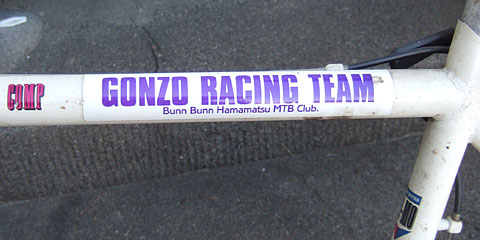 COMP
GONZO RACING TEAM
Bunn Bunn Hamamatsu MTB Club.